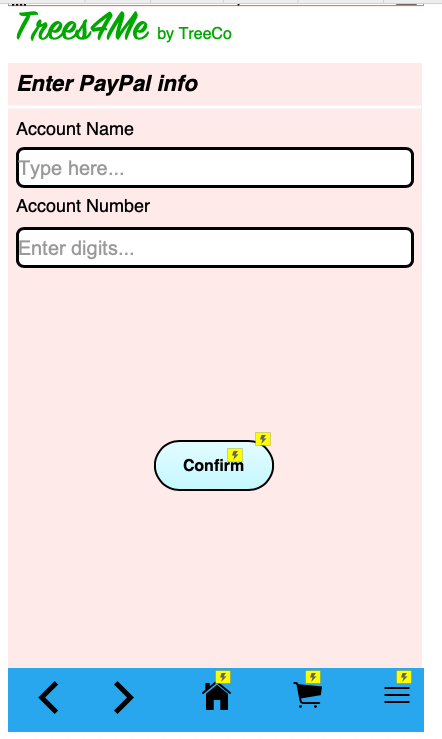 Trees4Me by TreeCo
Enter PayPal info
Account Name
Type here...
Account Number
Enter digits...
Confirm